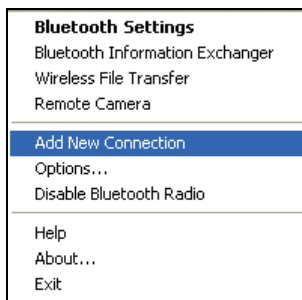 Bluetooth Settings
Bluetooth Information Exchanger
Wireless File Transfer
Remote Camera
Add New Connection
Options...
Disable Bluetooth Radio
Help
About...
Exit